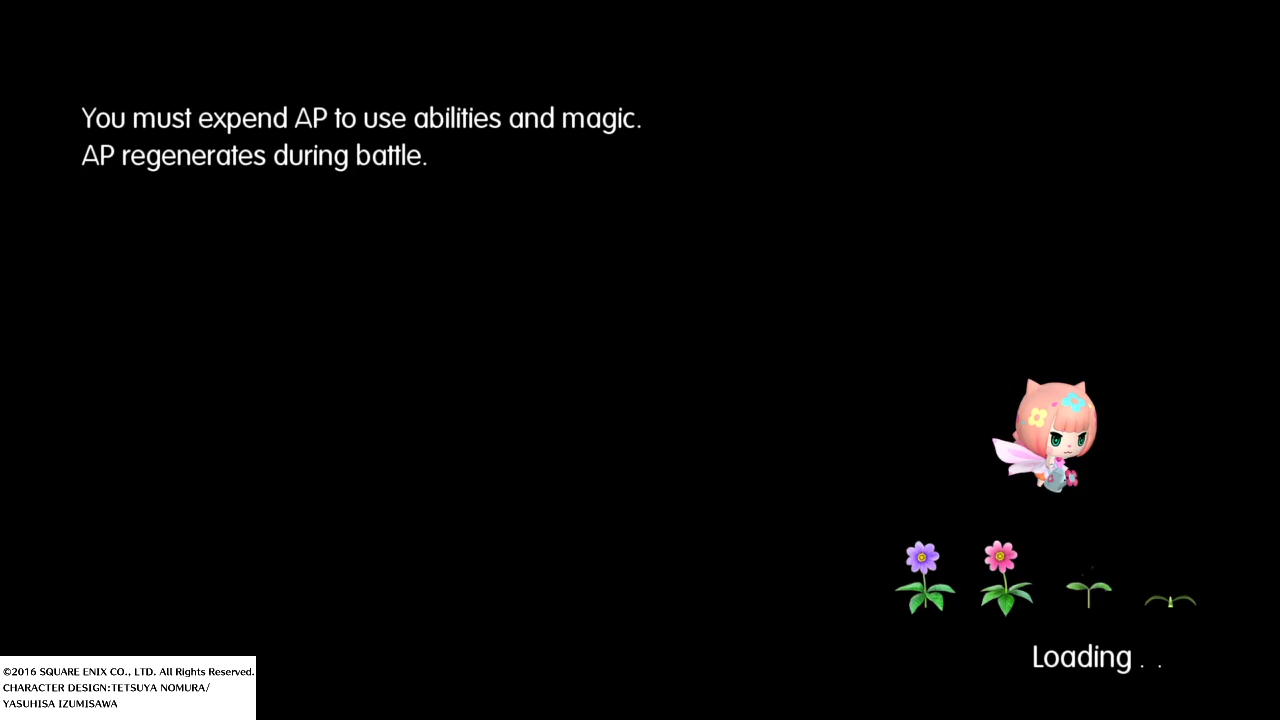 You must expend AP to use abilities and magic.
AP regenerates during battle.
Loading . .
©2016 SQUARE ENIX CO., LTD. All Rights Reserved.
CHARACTER DESIGN:TETSUYA NOMURA/
YASUHISA IZUMISAWA